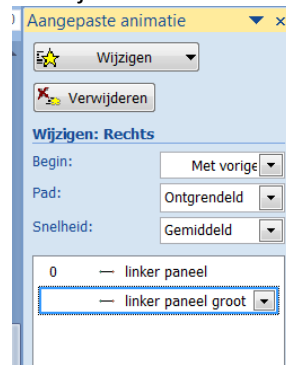 Aangepaste animatie
Wijzigen
Verwijderen
Wijzigen: Rechts
Begin: Met vorige
Pad: Ontgrendeld
Snelheid: Gemiddeld
0 linker paneel
linker paneel groot